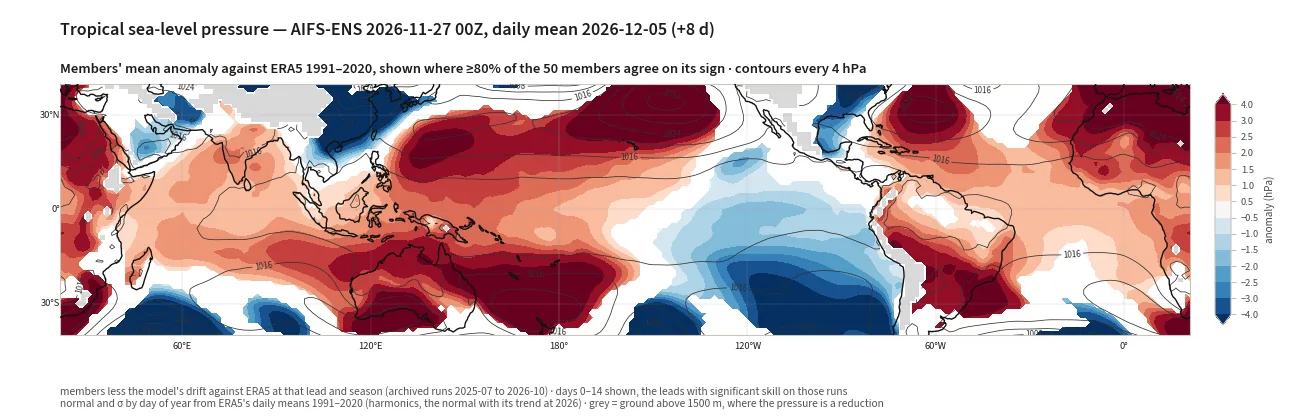 Tropical sea-level pressure — AIFS-ENS 2026-11-27 00Z, daily mean 2026-12-05 (+8 d)
Members' mean anomaly against ERA5 1991–2020, shown where ≥80% of the 50 members agree on its sign · contours every 4 hPa
1024
1016
1016
30°N
1016
1016
1016
0°
1016
1016
1016
30°S
1016
60°E
120°E
180°
120°W
60°W
0°
4.0
3.0
2.5
2.0
1.5
1.0
0.5
−0.5
−1.0
−1.5
−2.0
−2.5
−3.0
−4.0
anomaly (hPa)
members less the model's drift against ERA5 at that lead and season (archived runs 2025-07 to 2026-10) · days 0–14 shown, the leads with significant skill on those runs
normal and σ by day of year from ERA5's daily means 1991–2020 (harmonics, the normal with its trend at 2026) · grey = ground above 1500 m, where the pressure is a reduction